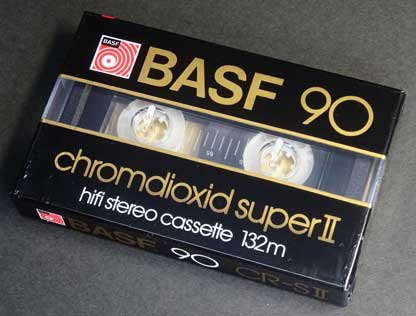 BASF
BASF 90
chromdioxid super II
hifi stereo cassette 132m
BASF 90 CR-S II